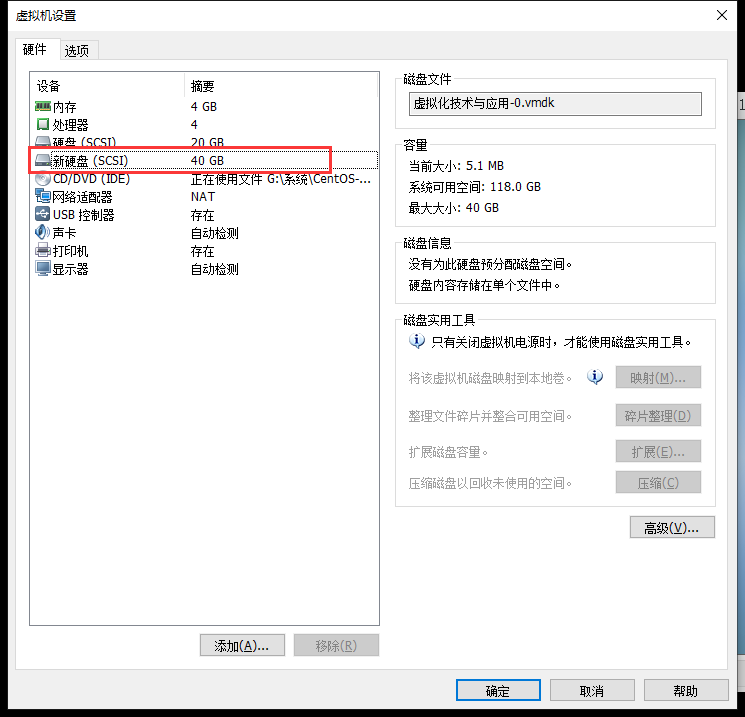 虚拟机设置
硬件 选项
设备 摘要
内存 4 GB
处理器 4
硬盘 (SCSI) 20 GB
新硬盘 (SCSI) 40 GB
CD/DVD (IDE) 正在使用文件 G:\系统\CentOS-...
网络适配器 NAT
USB 控制器 存在
声卡 自动检测
打印机 存在
显示器 自动检测
添加(A)... 移除(R)
磁盘文件
虚拟化技术与应用-0.vmdk
容量
当前大小: 5.1 MB
系统可用空间: 118.0 GB
最大大小: 40 GB
磁盘信息
没有为此硬盘预分配磁盘空间。
硬盘内容存储在单个文件中。
磁盘实用工具
只有关闭虚拟机电源时，才能使用磁盘实用工具。
将该虚拟机磁盘映射到本地卷。 映射(M)...
整理文件碎片并整合可用空间。 碎片整理(D)
扩展磁盘容量。 扩展(E)...
压缩磁盘以回收未使用的空间。 压缩(C)
高级(V)...
确定 取消 帮助